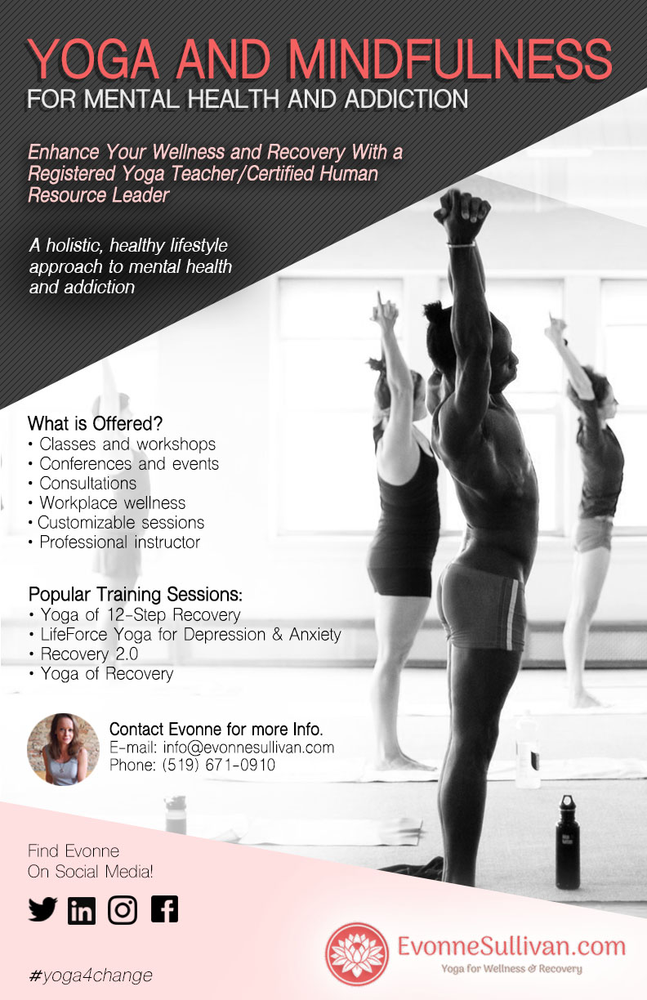 YOGA AND MINDFULNESS
FOR MENTAL HEALTH AND ADDICTION
Enhance Your Wellness and Recovery With a
Registered Yoga Teacher/Certified Human
Resource Leader
A holistic, healthy lifestyle
approach to mental health
and addiction
What is Offered?
• Classes and workshops
• Conferences and events
• Consultations
• Workplace wellness
• Customizable sessions
• Professional instructor
Popular Training Sessions:
• Yoga of 12-Step Recovery
• LifeForce Yoga for Depression & Anxiety
• Recovery 2.0
• Yoga of Recovery
Contact Evonne for more Info.
E-mail: info@evonnesullivan.com
Phone: (519) 671-0910
Find Evonne
On Social Media!
#yoga4change
EvonneSullivan.com
Yoga for Wellness & Recovery